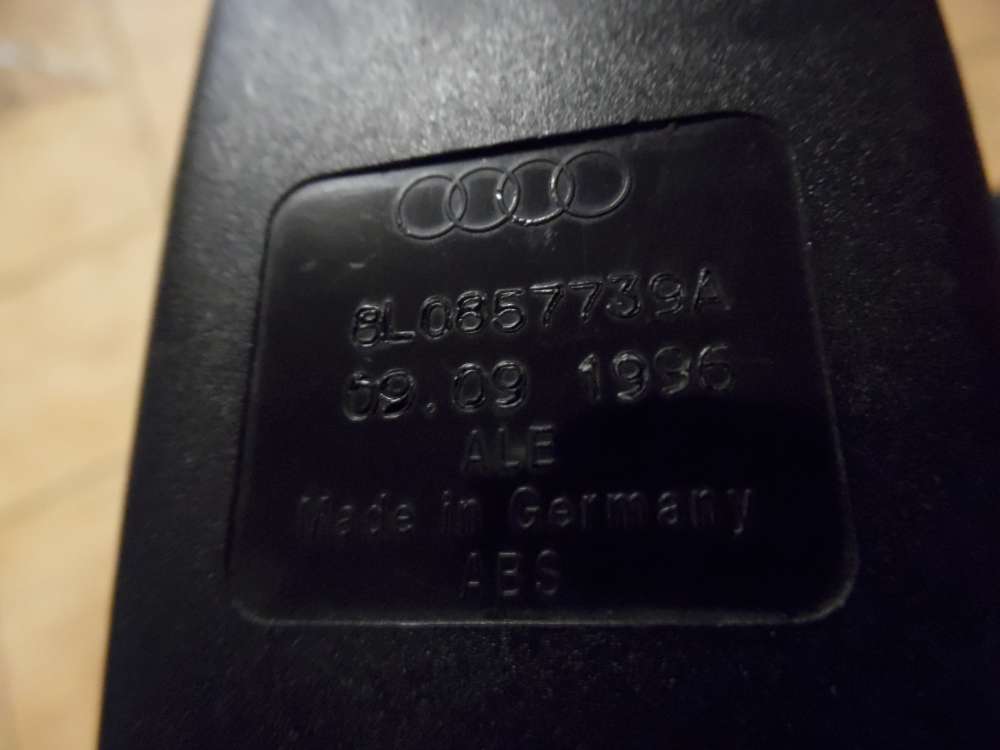 8L0857739A
09.09 1996
ALE
Made in Germany
ABS